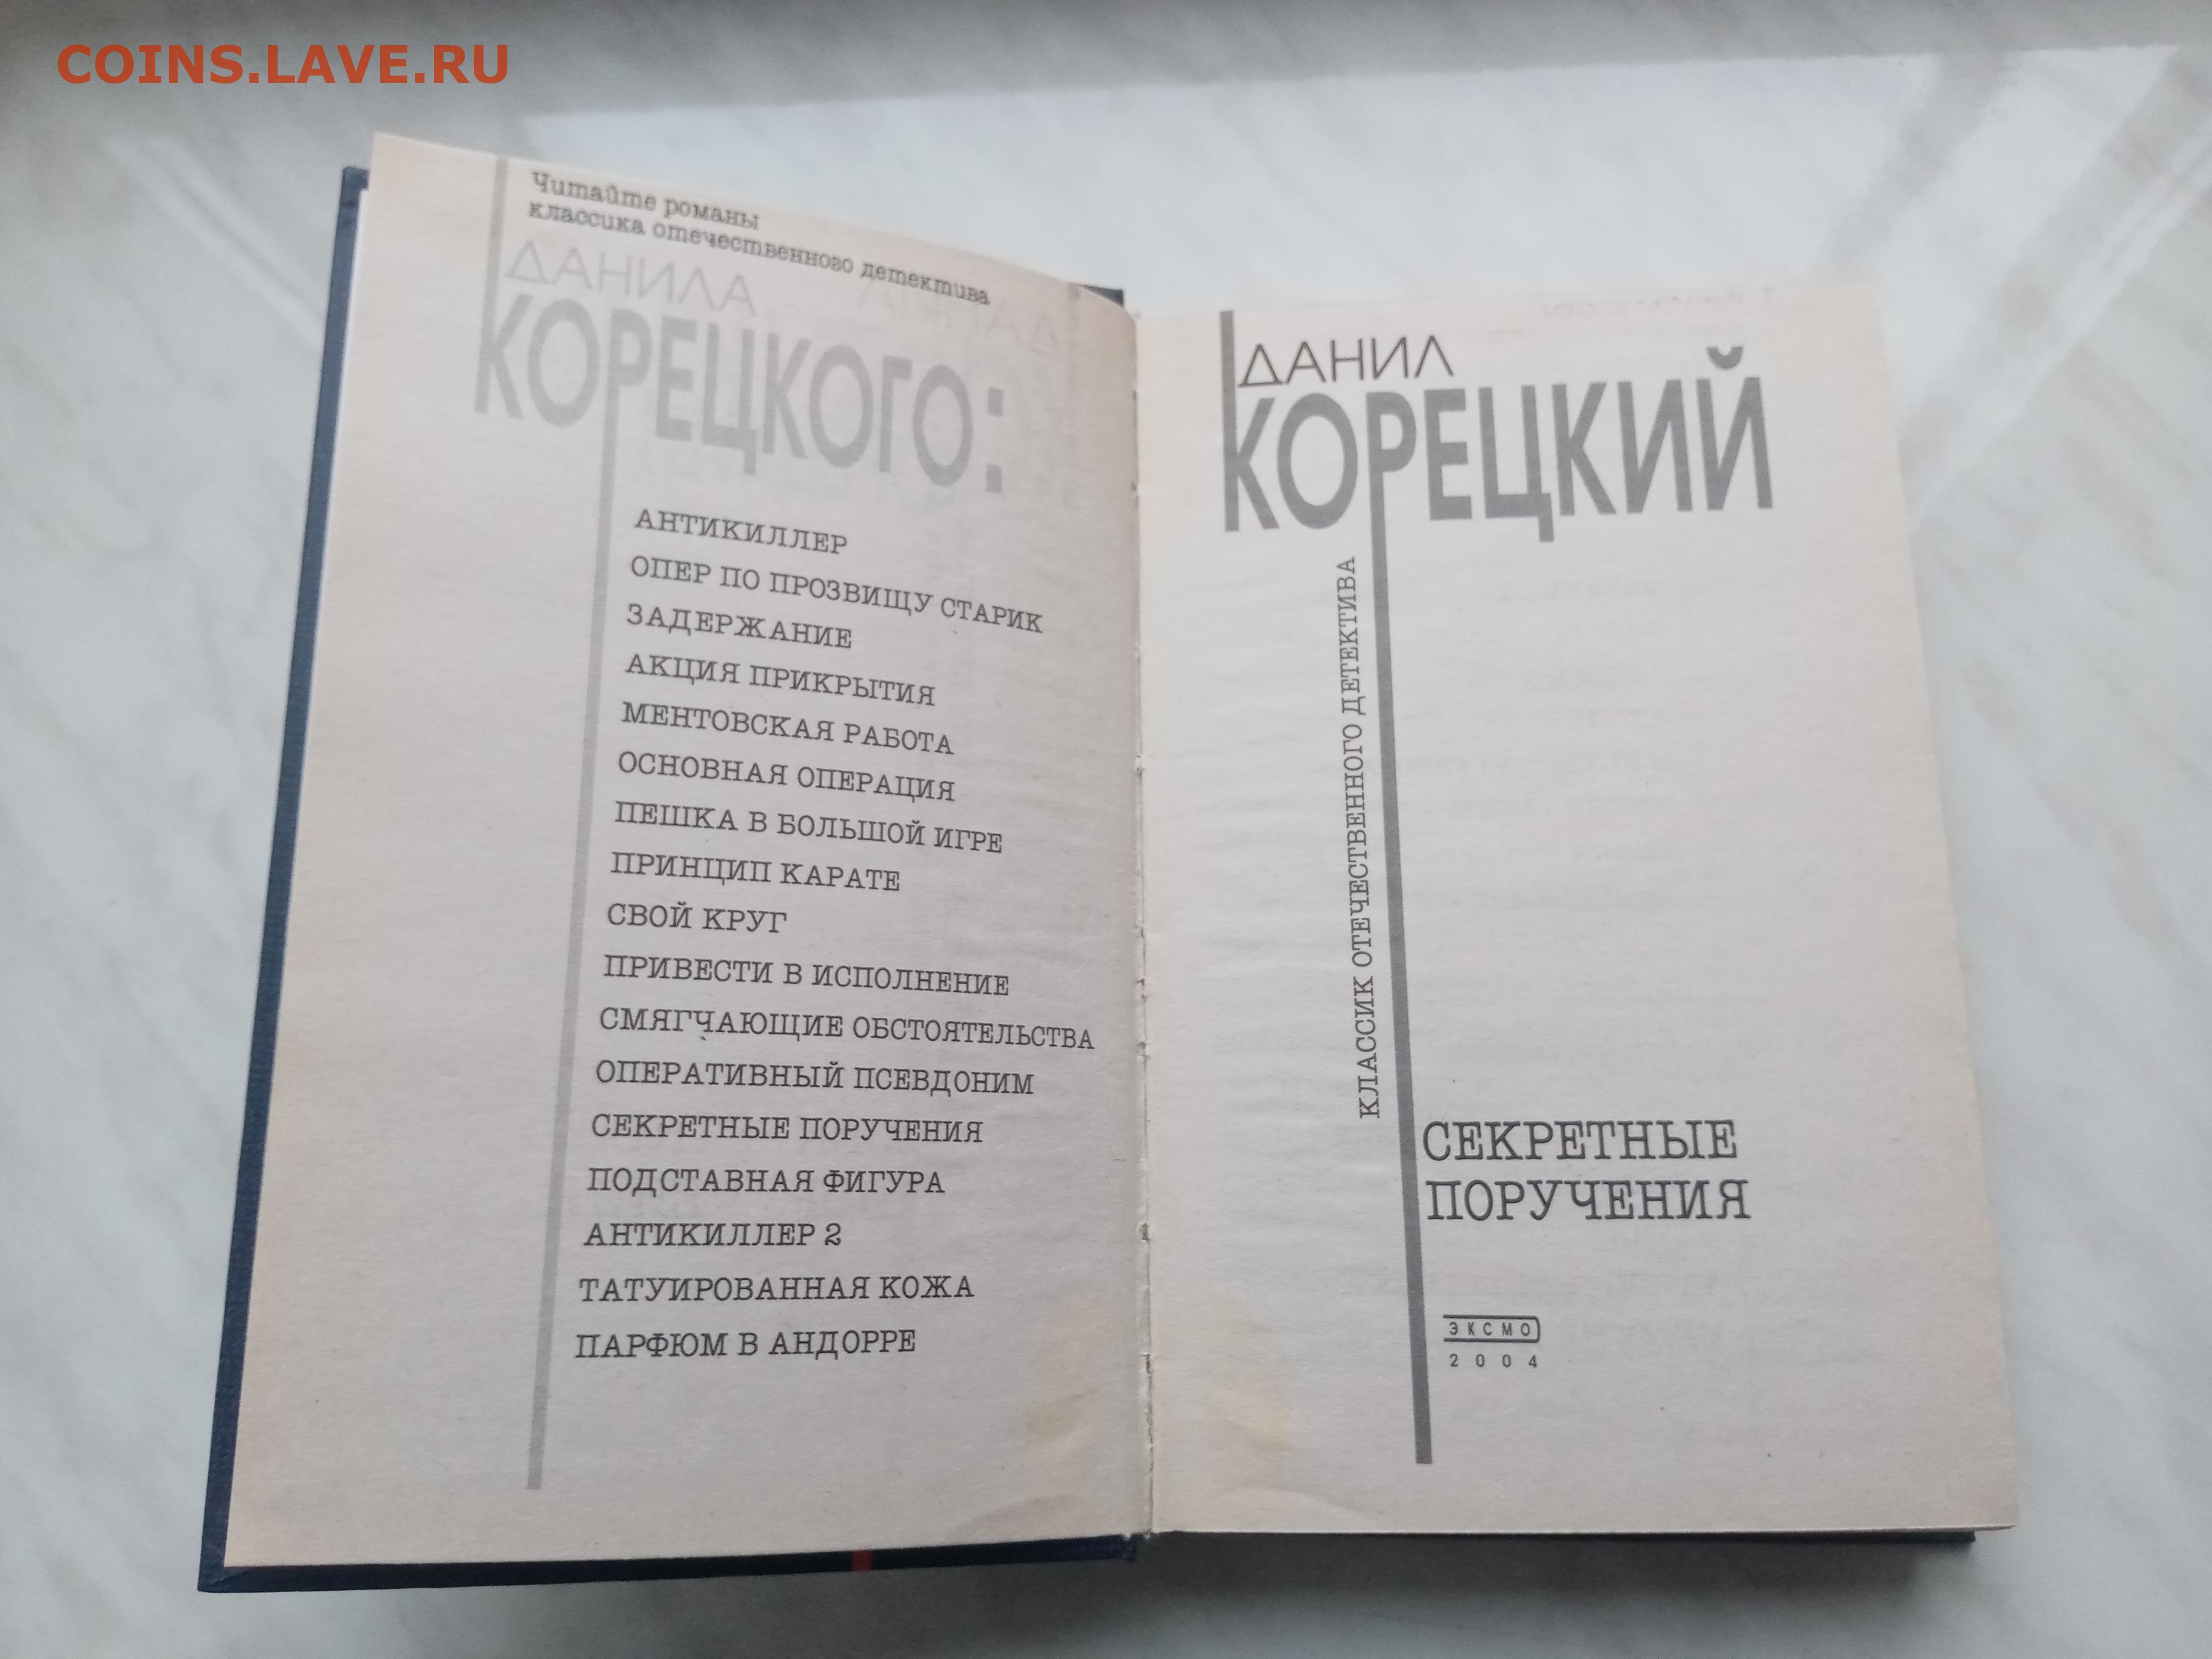 COINS.LAVE.RU
Читайте романы
классика отечественного детектива
ДАНИЛА
КОРЕЦКОГО:
АНТИКИЛЛЕР
ОПЕР ПО ПРОЗВИЩУ СТАРИК
ЗАДЕРЖАНИЕ
АКЦИЯ ПРИКРЫТИЯ
МЕНТОВСКАЯ РАБОТА
ОСНОВНАЯ ОПЕРАЦИЯ
ПЕШКА В БОЛЬШОЙ ИГРЕ
ПРИНЦИП КАРАТЕ
СВОЙ КРУГ
ПРИВЕСТИ В ИСПОЛНЕНИЕ
СМЯГЧАЮЩИЕ ОБСТОЯТЕЛЬСТВА
ОПЕРАТИВНЫЙ ПСЕВДОНИМ
СЕКРЕТНЫЕ ПОРУЧЕНИЯ
ПОДСТАВНАЯ ФИГУРА
АНТИКИЛЛЕР 2
ТАТУИРОВАННАЯ КОЖА
ПАРФЮМ В АНДОРРЕ
ДАНИЛ
КОРЕЦКИЙ
КЛАССИК ОТЕЧЕСТВЕННОГО ДЕТЕКТИВА
СЕКРЕТНЫЕ
ПОРУЧЕНИЯ
ЭКСМО
2004